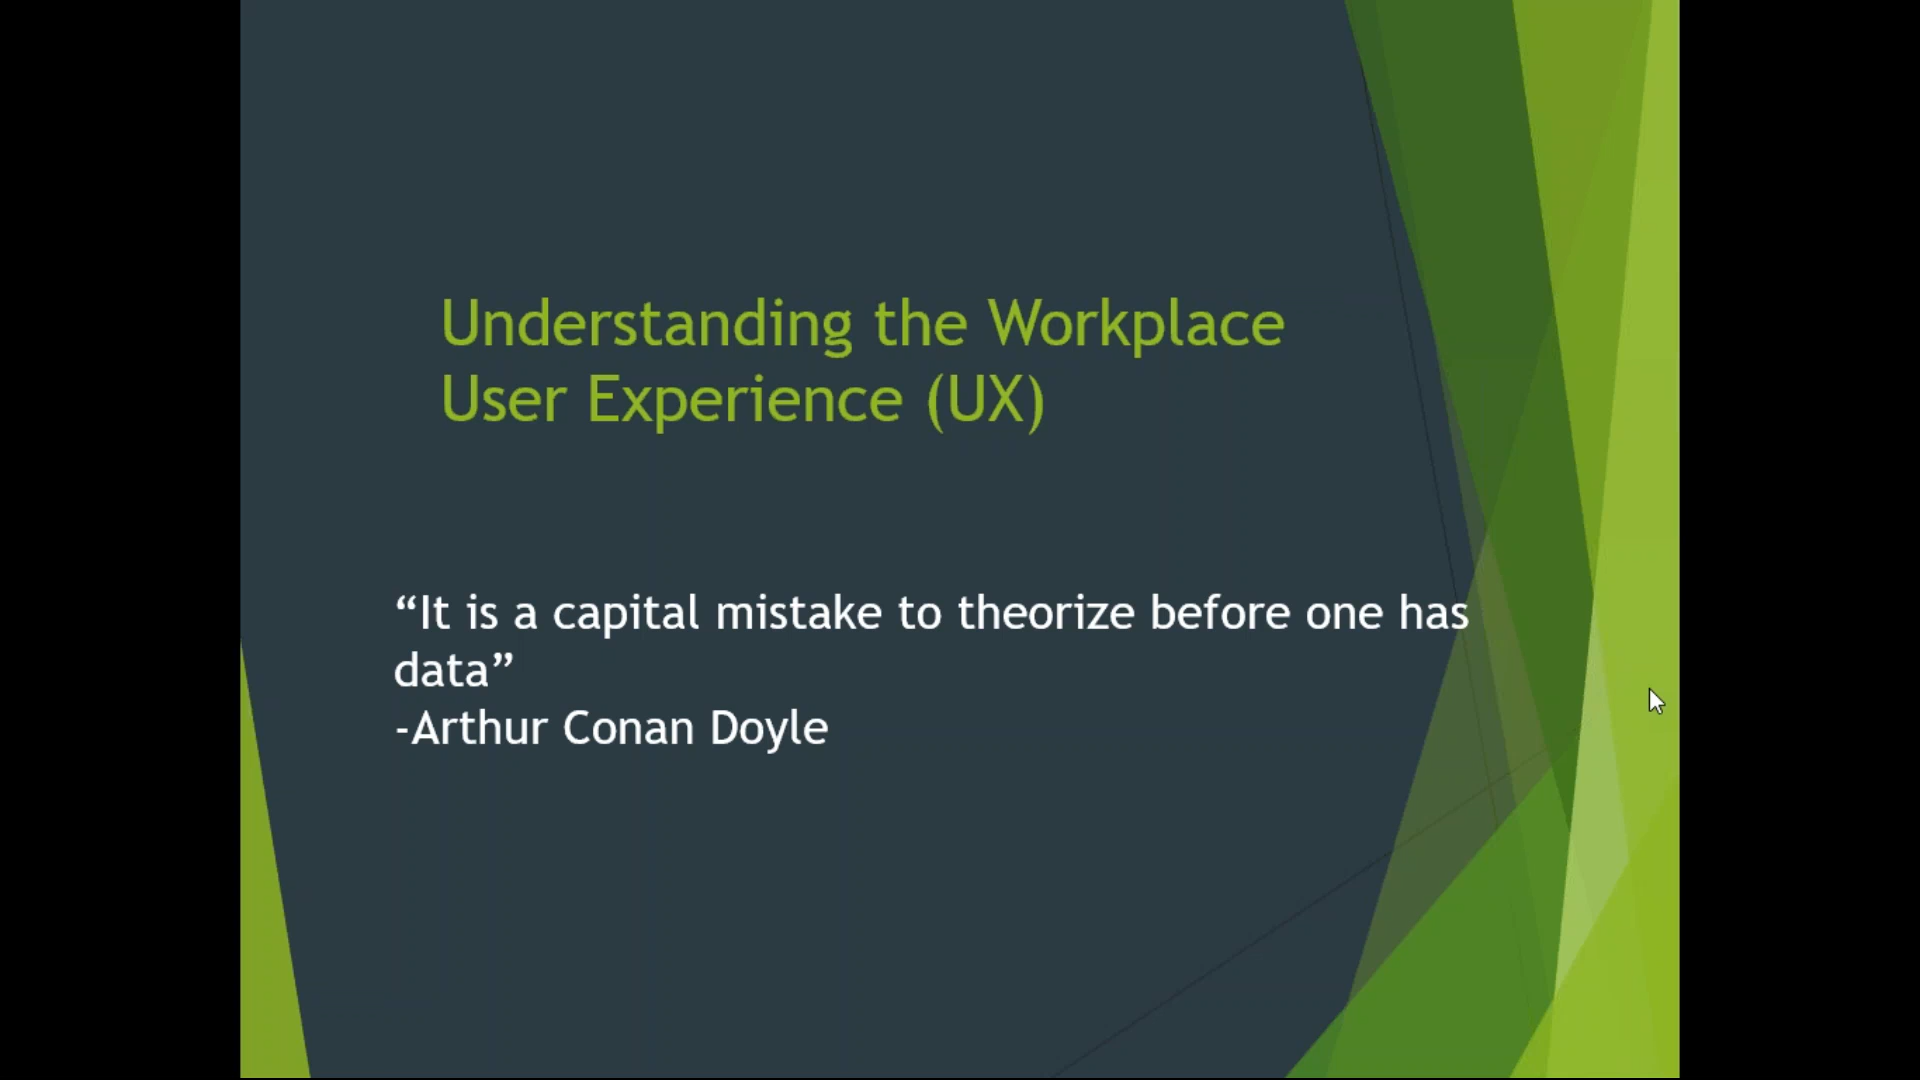 Understanding the Workplace
User Experience (UX)
“It is a capital mistake to theorize before one has
data”
-Arthur Conan Doyle